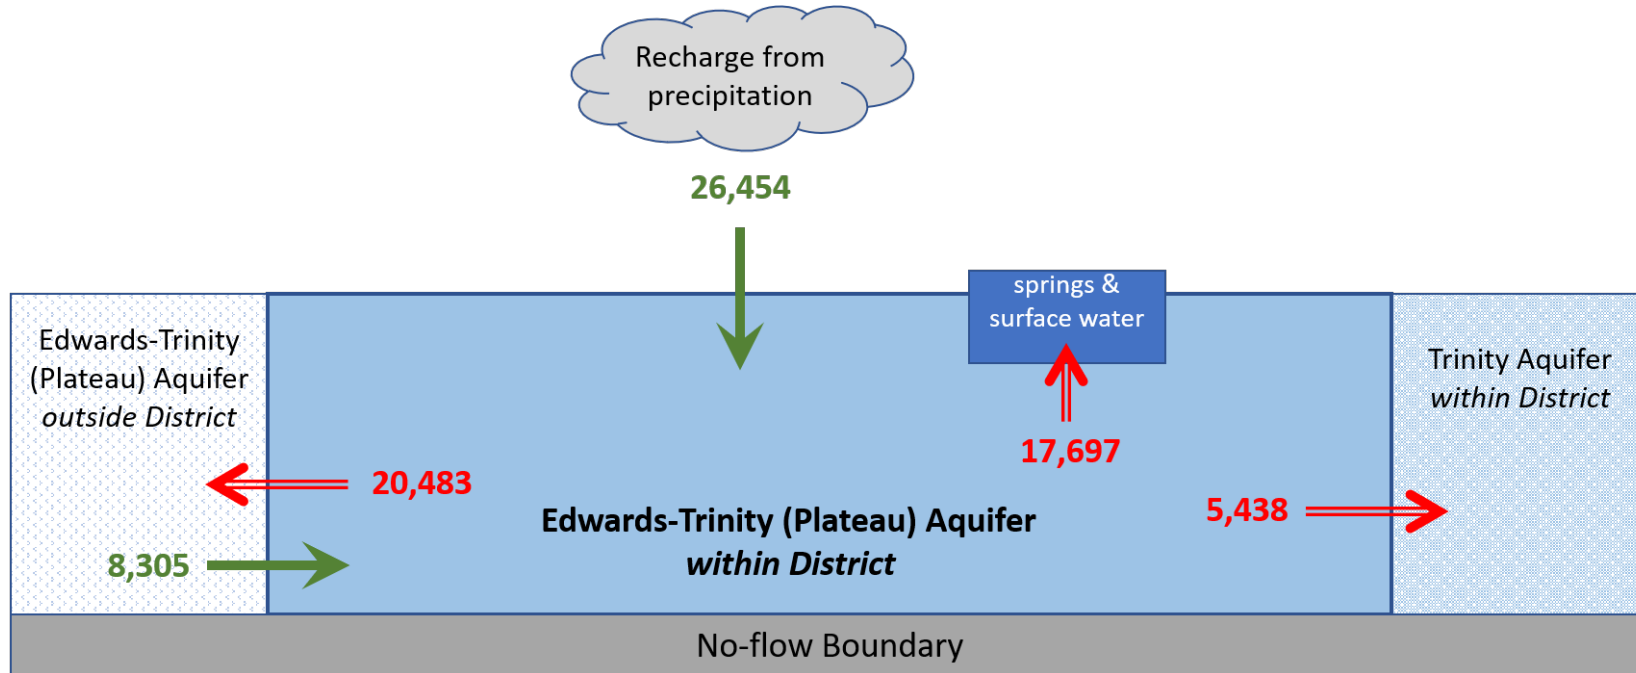 Recharge from
precipitation
26,454
springs &
surface water
Edwards-Trinity
(Plateau) Aquifer
outside District
Trinity Aquifer
within District
17,697
20,483
5,438
Edwards-Trinity (Plateau) Aquifer
within District
8,305
No-flow Boundary